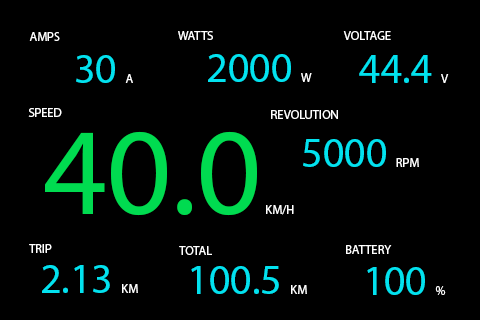 AMPS WATTS VOLTAGE
30 A 2000 W 44.4 V
SPEED REVOLUTION
40.0 KM/H 5000 RPM
TRIP TOTAL BATTERY
2.13 KM 100.5 KM 100 %